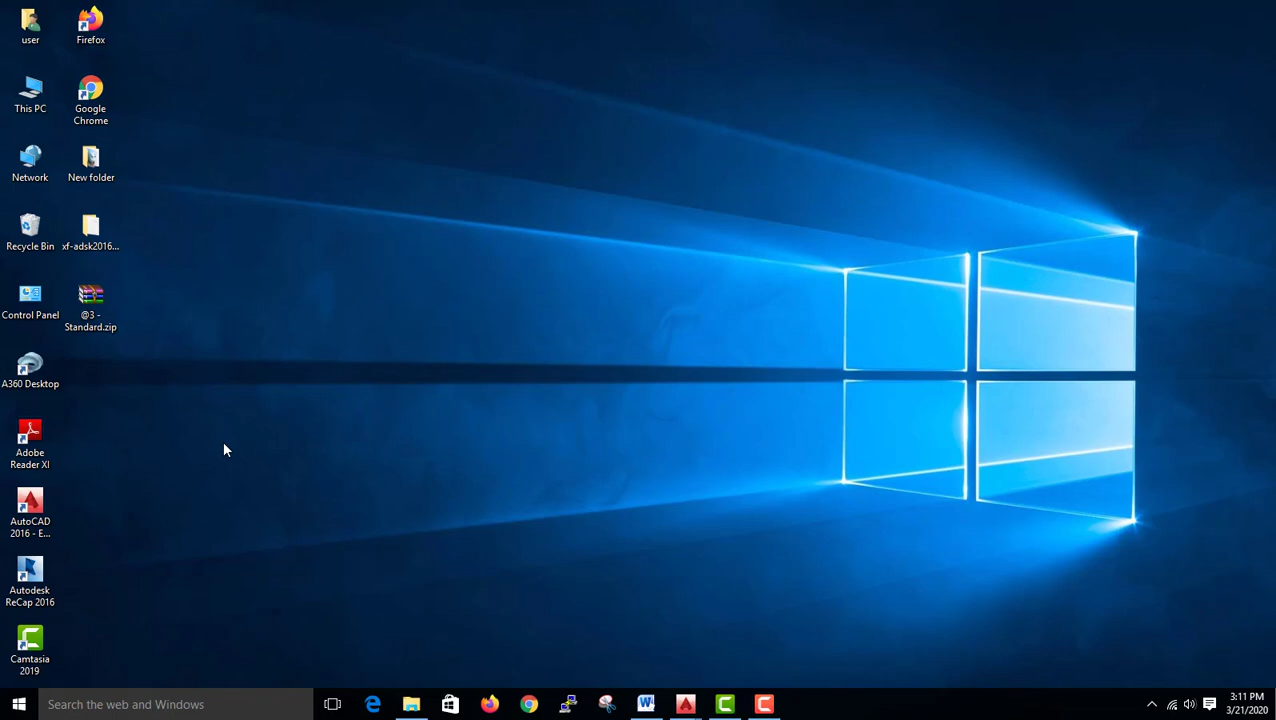 user
Firefox
This PC
Google
Chrome
Network
New folder
Recycle Bin
xf-adsk2016...
Control Panel
@3 -
Standard.zip
A360 Desktop
Adobe
Reader XI
AutoCAD
2016 - E...
Autodesk
ReCap 2016
Camtasia
2019
Search the web and Windows
3:11 PM
3/21/2020